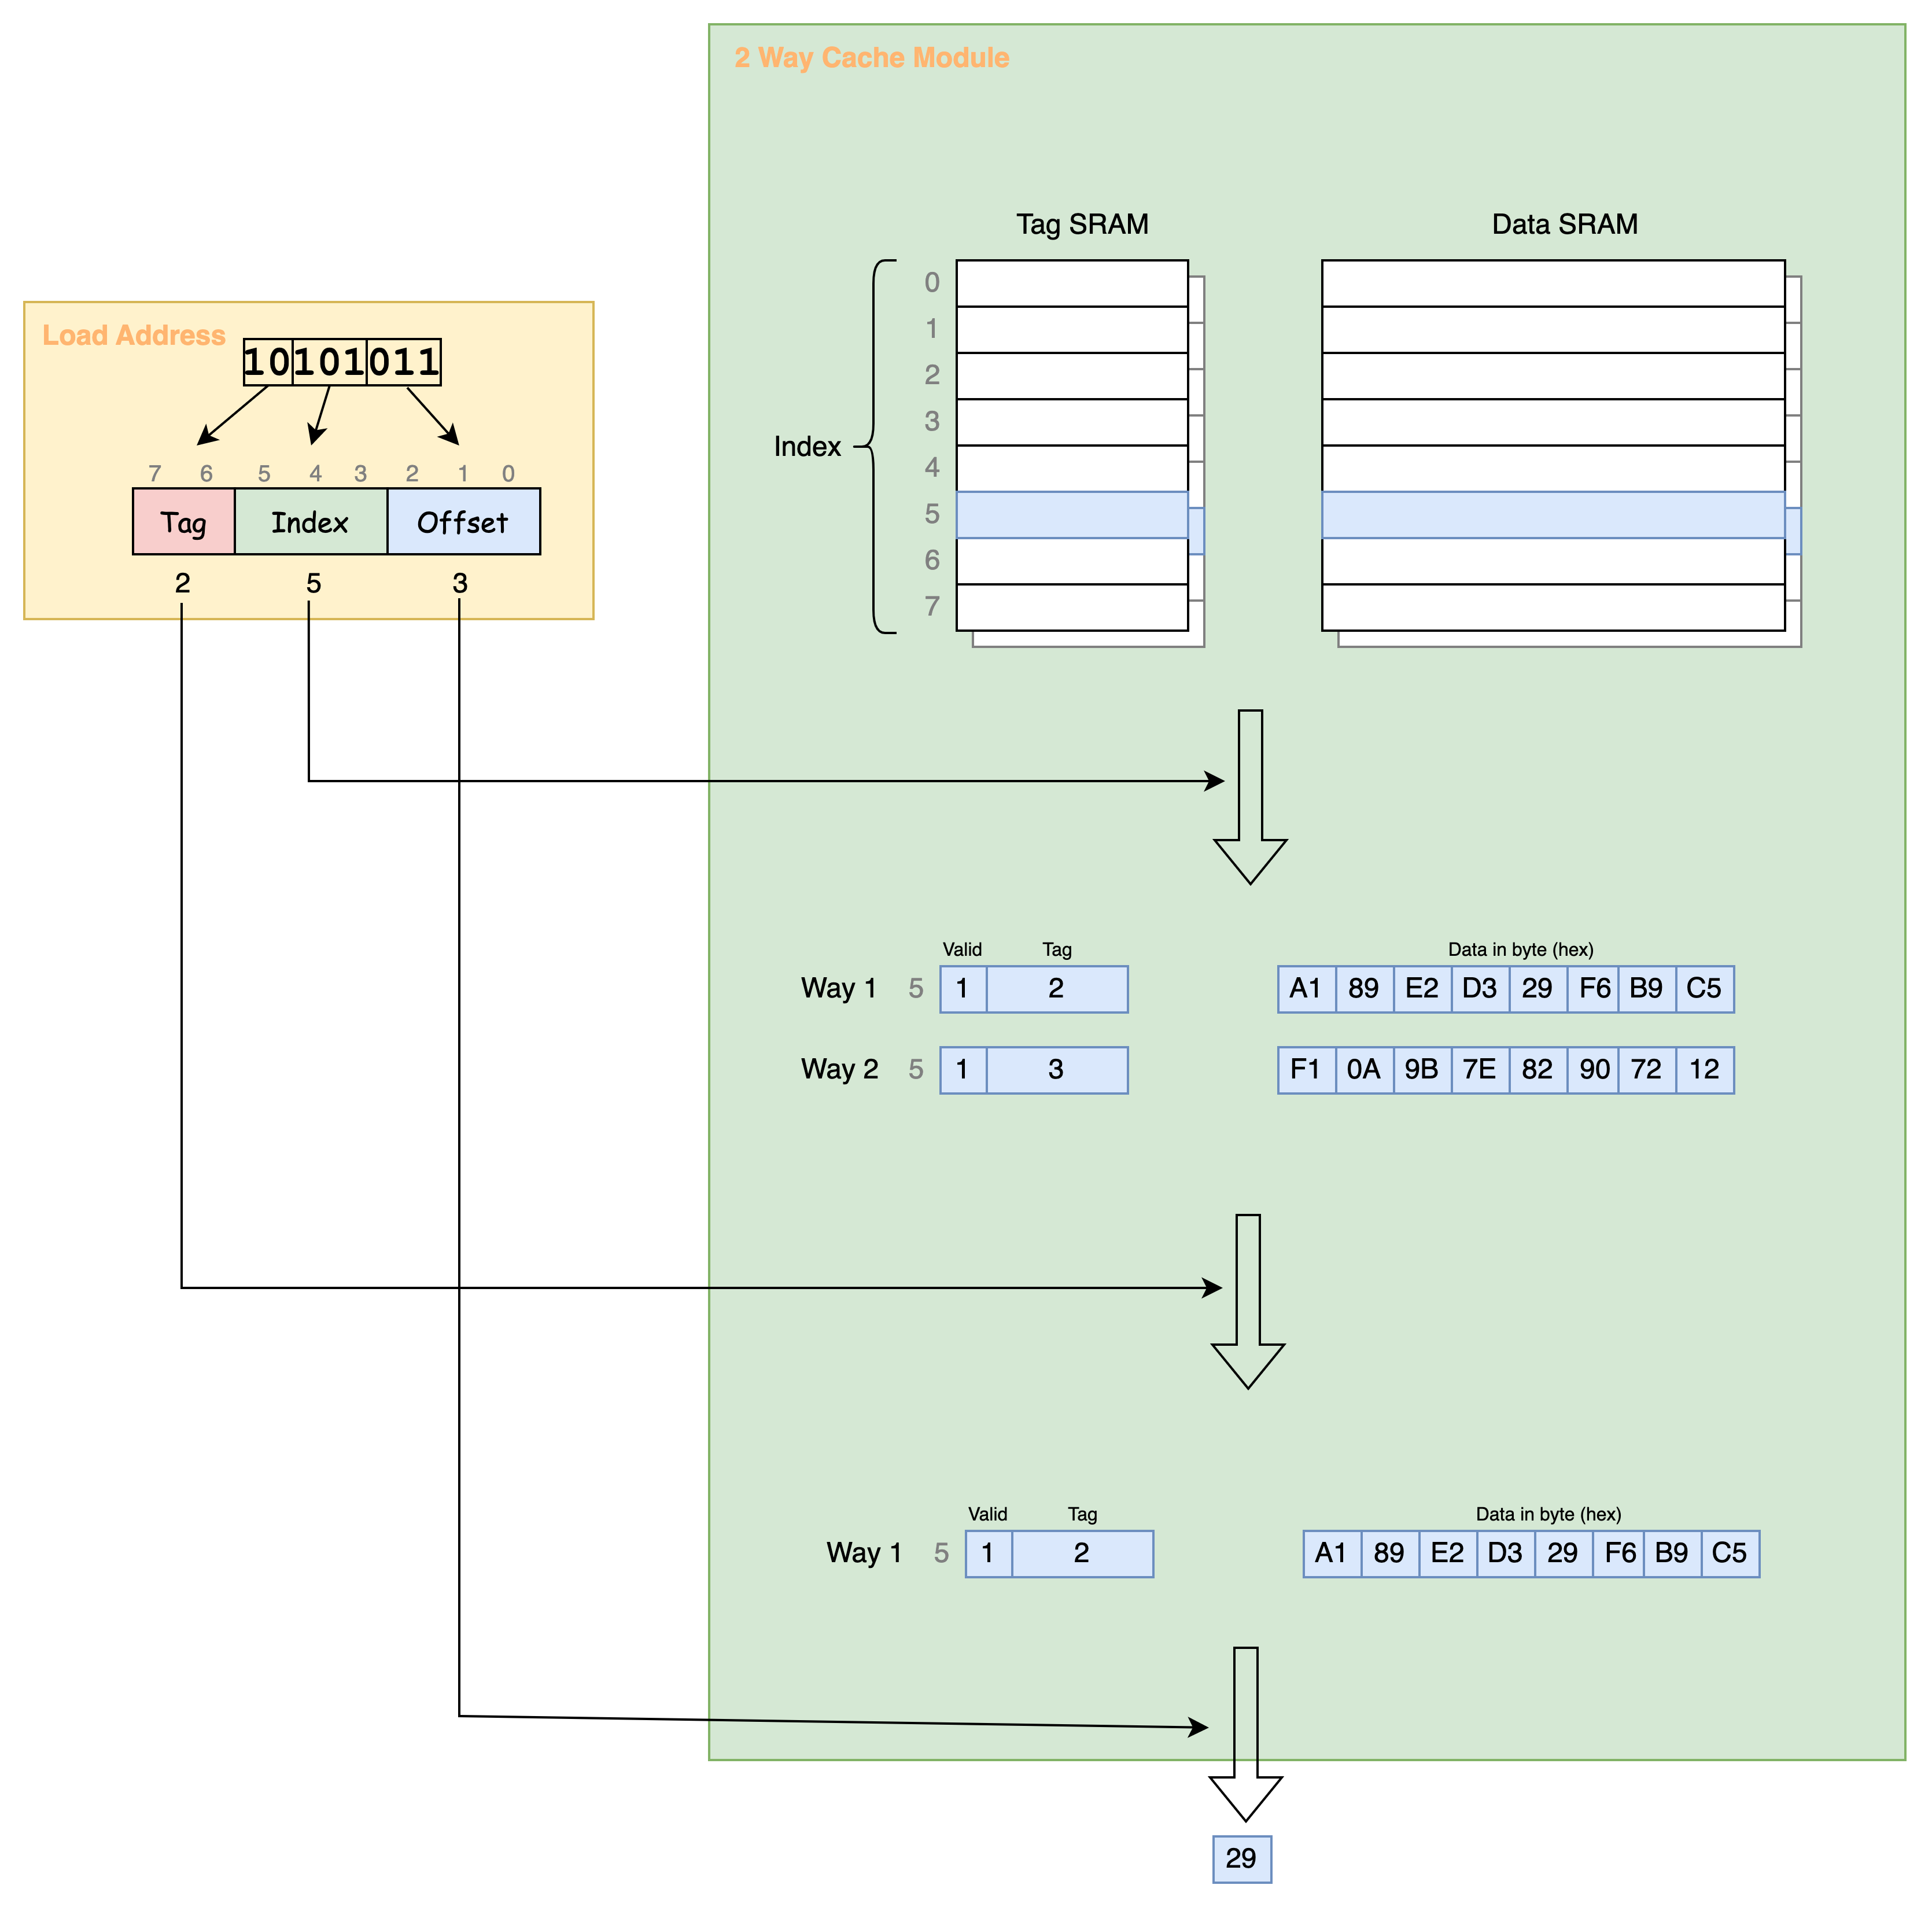 2 Way Cache Module
Tag SRAM
Data SRAM
Index
0
1
2
3
4
5
6
7
Load Address
10 101 011
7 6 5 4 3 2 1 0
Tag Index Offset
2 5 3
Valid Tag Data in byte (hex)
Way 1 5 1 2 A1 89 E2 D3 29 F6 B9 C5
Way 2 5 1 3 F1 0A 9B 7E 82 90 72 12
Valid Tag Data in byte (hex)
Way 1 5 1 2 A1 89 E2 D3 29 F6 B9 C5
29